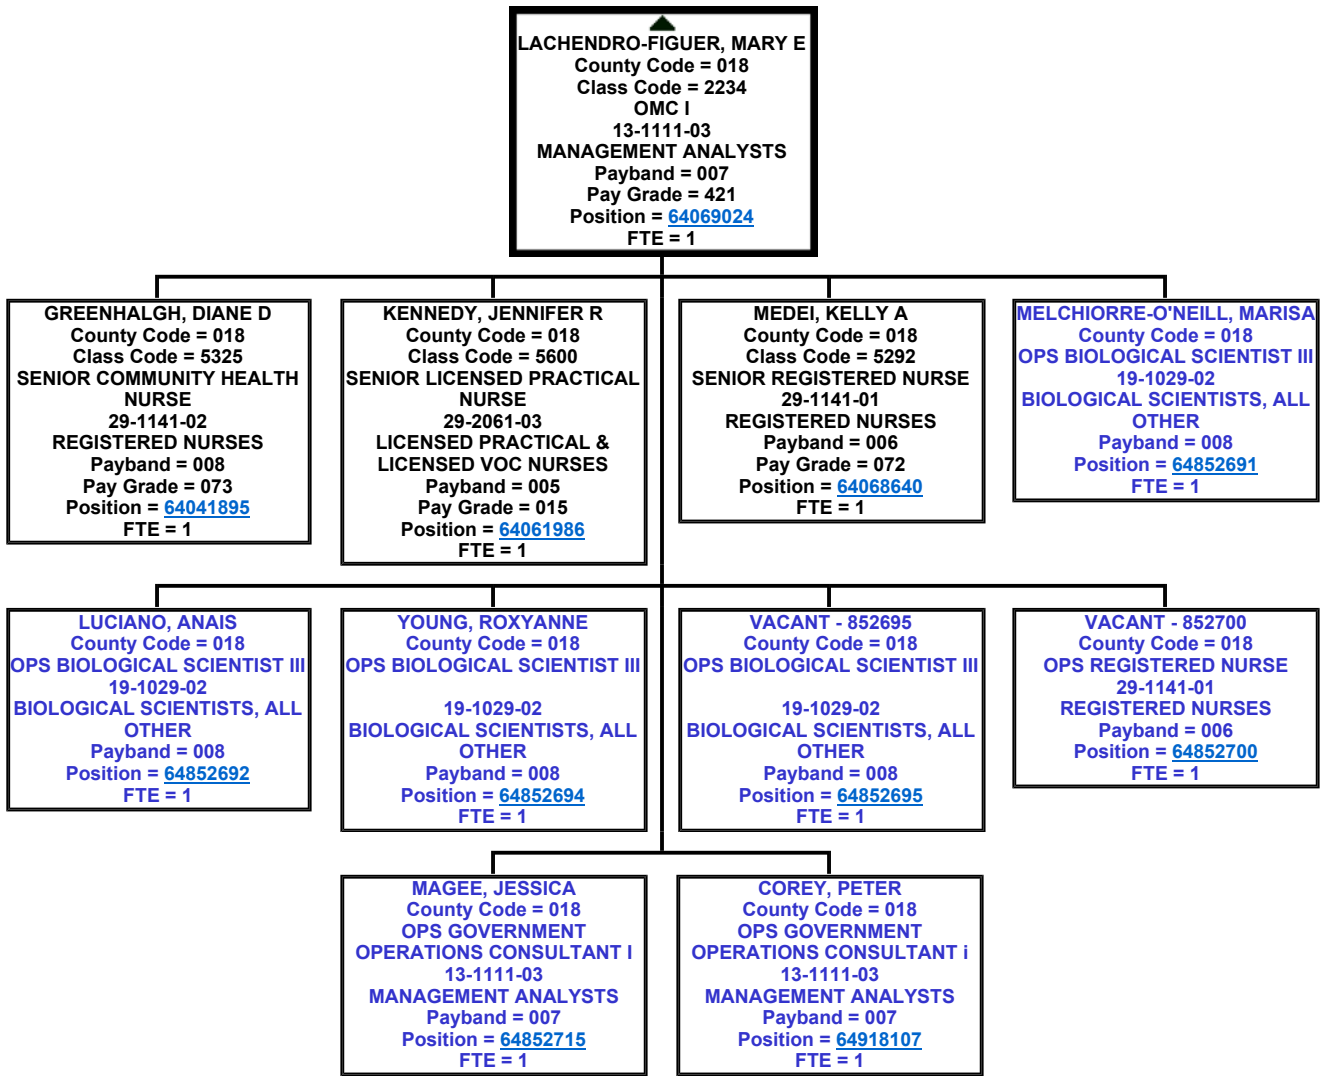 LACHENDRO-FIGUER, MARY E
County Code = 018
Class Code = 2234
OMC I
13-1111-03
MANAGEMENT ANALYSTS
Payband = 007
Pay Grade = 421
Position = 64069024
FTE = 1
GREENHALGH, DIANE D
County Code = 018
Class Code = 5325
SENIOR COMMUNITY HEALTH
NURSE
29-1141-02
REGISTERED NURSES
Payband = 008
Pay Grade = 073
Position = 64041895
FTE = 1
KENNEDY, JENNIFER R
County Code = 018
Class Code = 5600
SENIOR LICENSED PRACTICAL
NURSE
29-2061-03
LICENSED PRACTICAL &
LICENSED VOC NURSES
Payband = 005
Pay Grade = 015
Position = 64061986
FTE = 1
MEDEI, KELLY A
County Code = 018
Class Code = 5292
SENIOR REGISTERED NURSE
29-1141-01
REGISTERED NURSES
Payband = 006
Pay Grade = 072
Position = 64068640
FTE = 1
MELCHIORRE-O'NEILL, MARISA
County Code = 018
OPS BIOLOGICAL SCIENTIST III
19-1029-02
BIOLOGICAL SCIENTISTS, ALL
OTHER
Payband = 008
Position = 64852691
FTE = 1
LUCIANO, ANAIS
County Code = 018
OPS BIOLOGICAL SCIENTIST III
19-1029-02
BIOLOGICAL SCIENTISTS, ALL
OTHER
Payband = 008
Position = 64852692
FTE = 1
YOUNG, ROXYANNE
County Code = 018
OPS BIOLOGICAL SCIENTIST III
19-1029-02
BIOLOGICAL SCIENTISTS, ALL
OTHER
Payband = 008
Position = 64852694
FTE = 1
VACANT - 852695
County Code = 018
OPS BIOLOGICAL SCIENTIST III
19-1029-02
BIOLOGICAL SCIENTISTS, ALL
OTHER
Payband = 008
Position = 64852695
FTE = 1
VACANT - 852700
County Code = 018
OPS REGISTERED NURSE
29-1141-01
REGISTERED NURSES
Payband = 006
Position = 64852700
FTE = 1
MAGEE, JESSICA
County Code = 018
OPS GOVERNMENT
OPERATIONS CONSULTANT I
13-1111-03
MANAGEMENT ANALYSTS
Payband = 007
Position = 64852715
FTE = 1
COREY, PETER
County Code = 018
OPS GOVERNMENT
OPERATIONS CONSULTANT i
13-1111-03
MANAGEMENT ANALYSTS
Payband = 007
Position = 64918107
FTE = 1